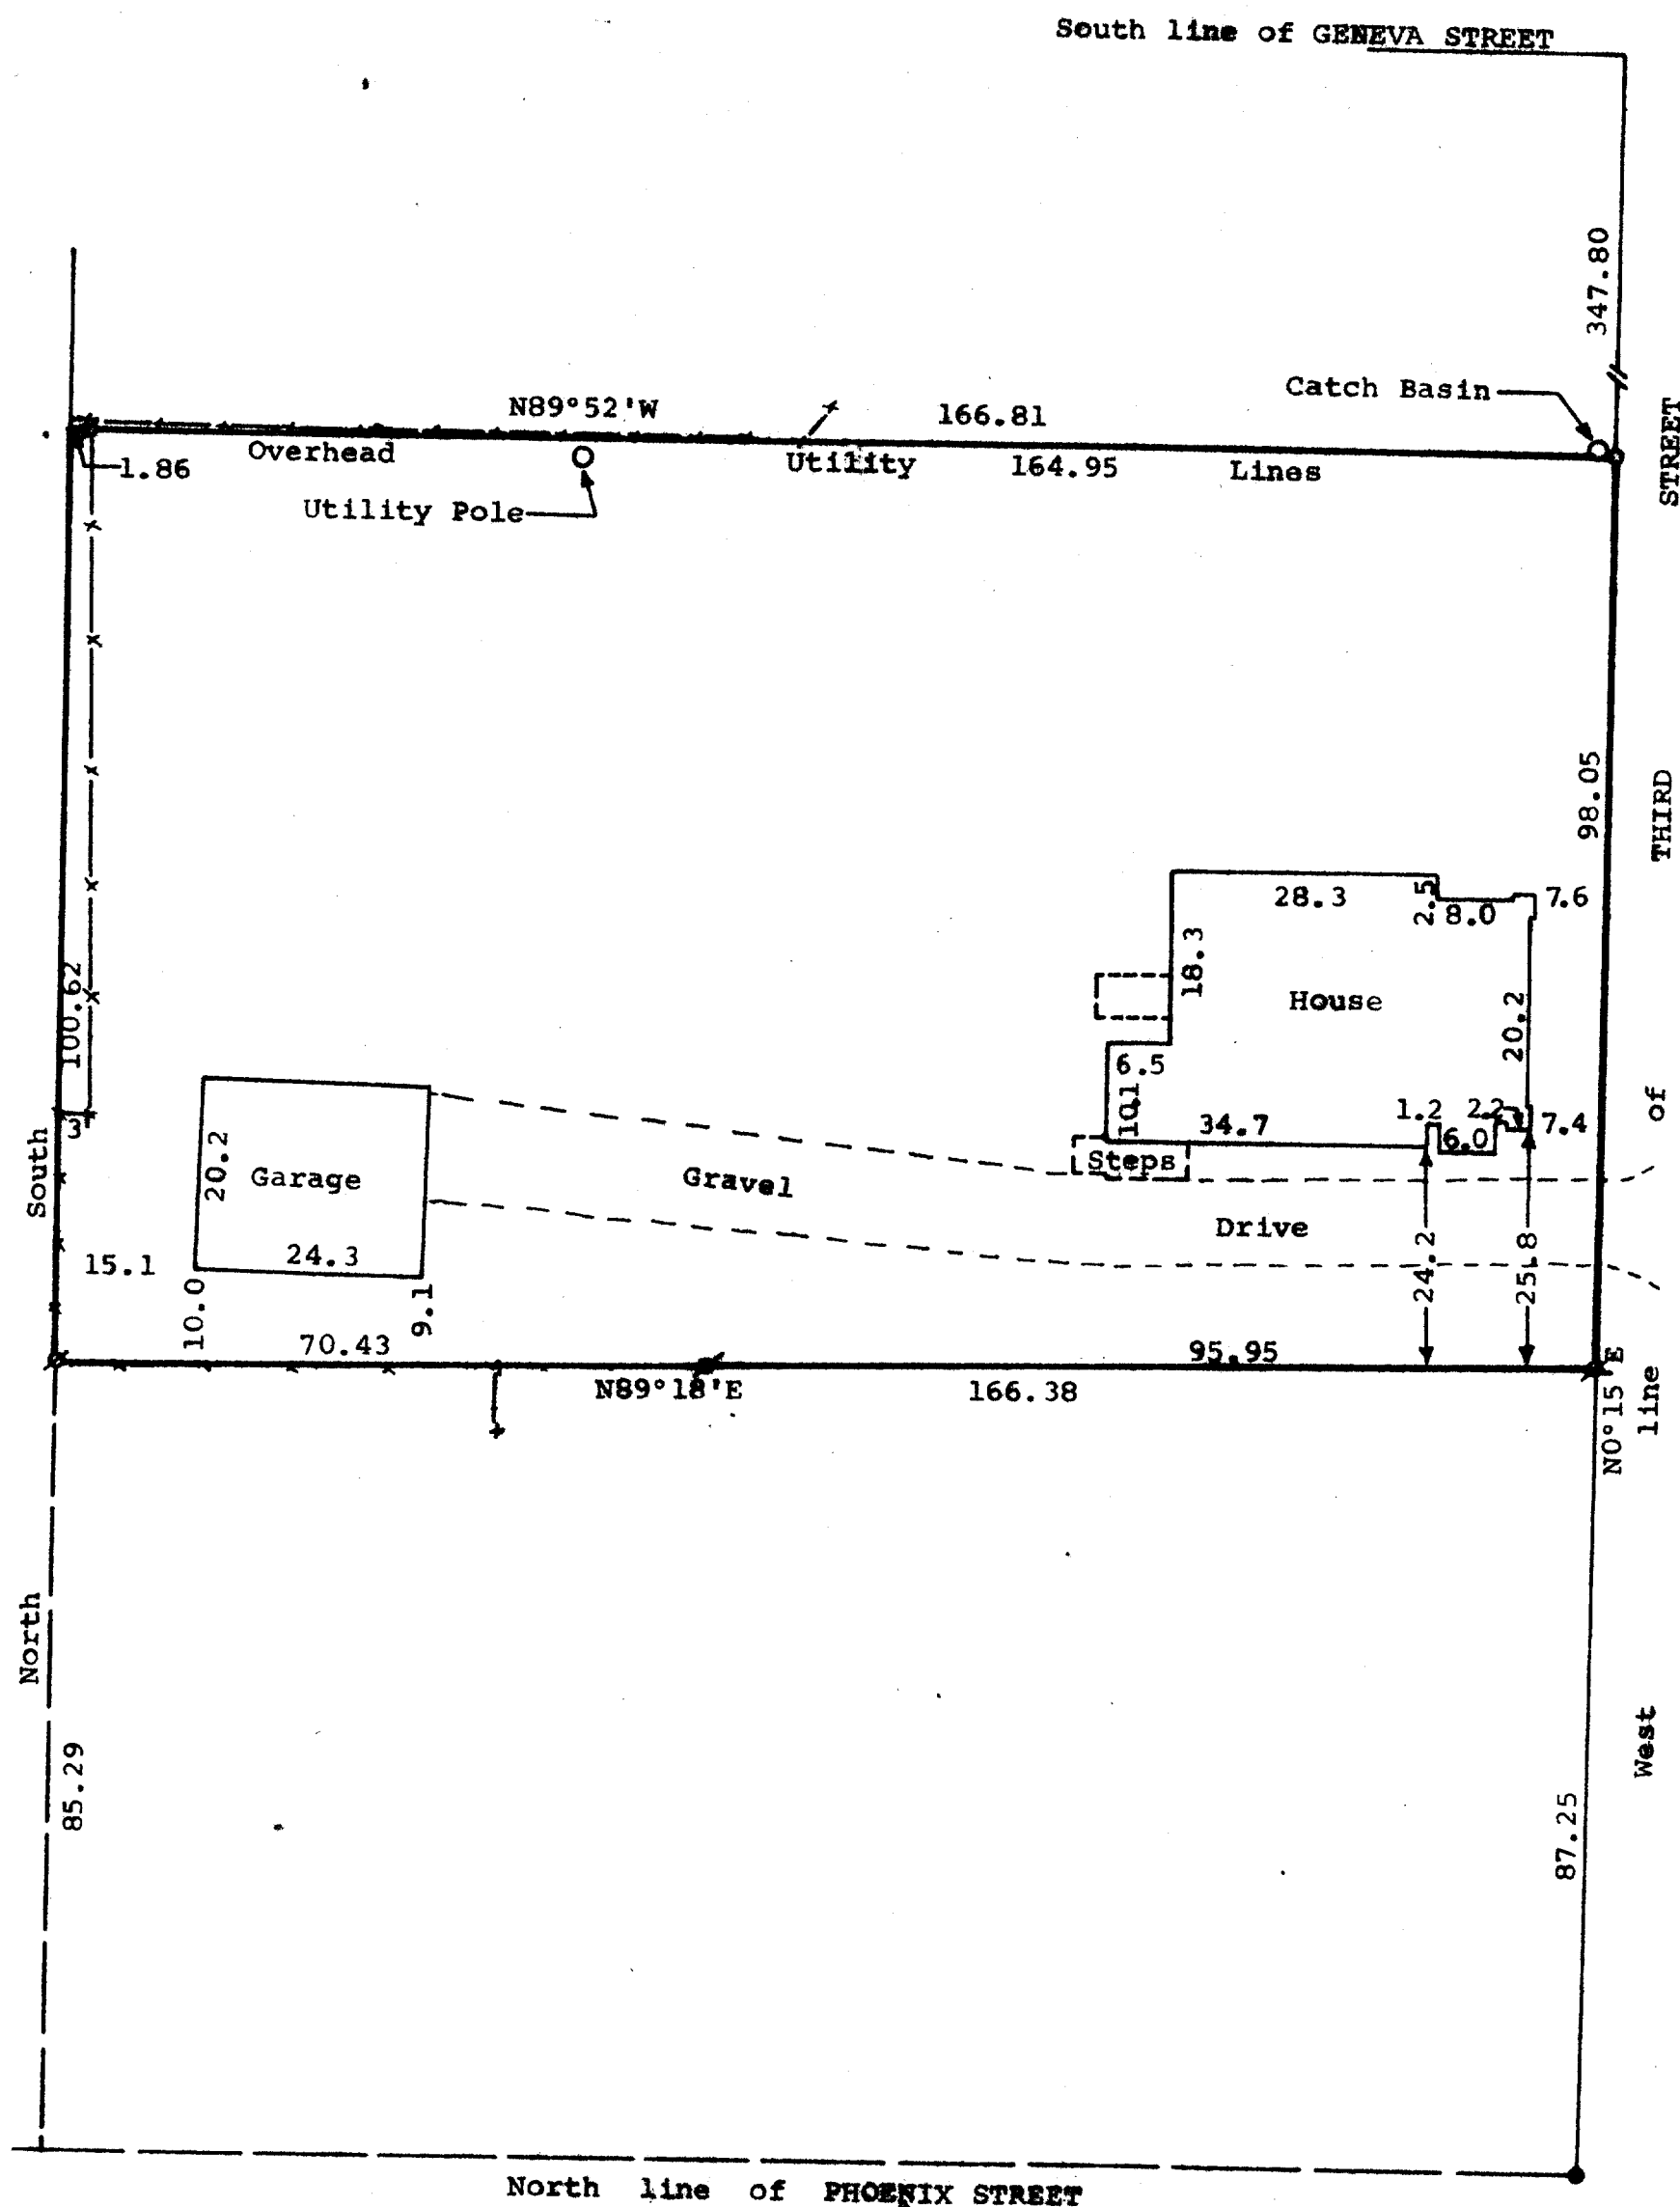 South line of GENEVA STREET
347.80
Catch Basin
N89°52'W
166.81
1.86
Overhead
Utility
164.95
Lines
Utility Pole
STREET
THIRD
of
line
West
98.05
28.3
2.5
8.0
7.6
18.3
House
20.2
6.5
10.1
34.7
1.2
2.2
6.0
7.4
Steps
100.62
3
South
20.2
Garage
24.3
Gravel
Drive
15.1
10.0
9.1
24.2
25.8
70.43
95.95
N89°18'E
166.38
N0°15'E
North
85.29
87.25
North line of PHOENIX STREET